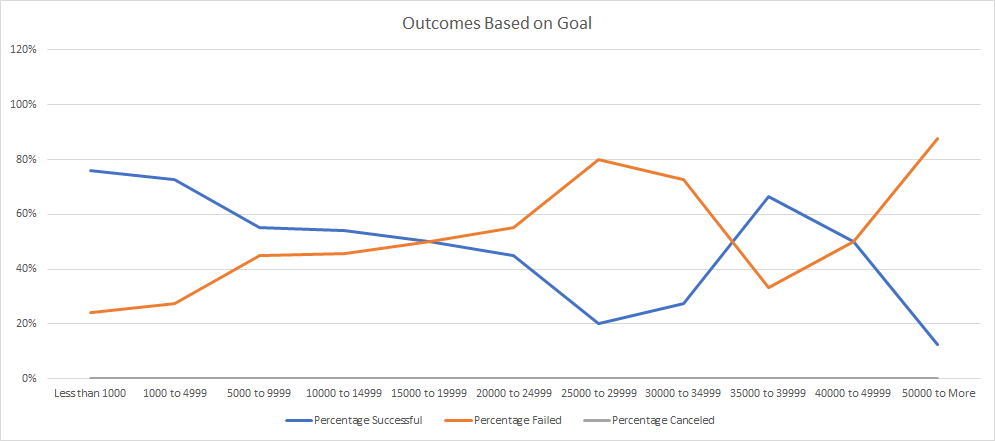 Outcomes Based on Goal
120%
100%
80%
60%
40%
20%
0%
Less than 1000 1000 to 4999 5000 to 9999 10000 to 14999 15000 to 19999 20000 to 24999 25000 to 29999 30000 to 34999 35000 to 39999 40000 to 49999 50000 to More
Percentage Successful Percentage Failed Percentage Canceled